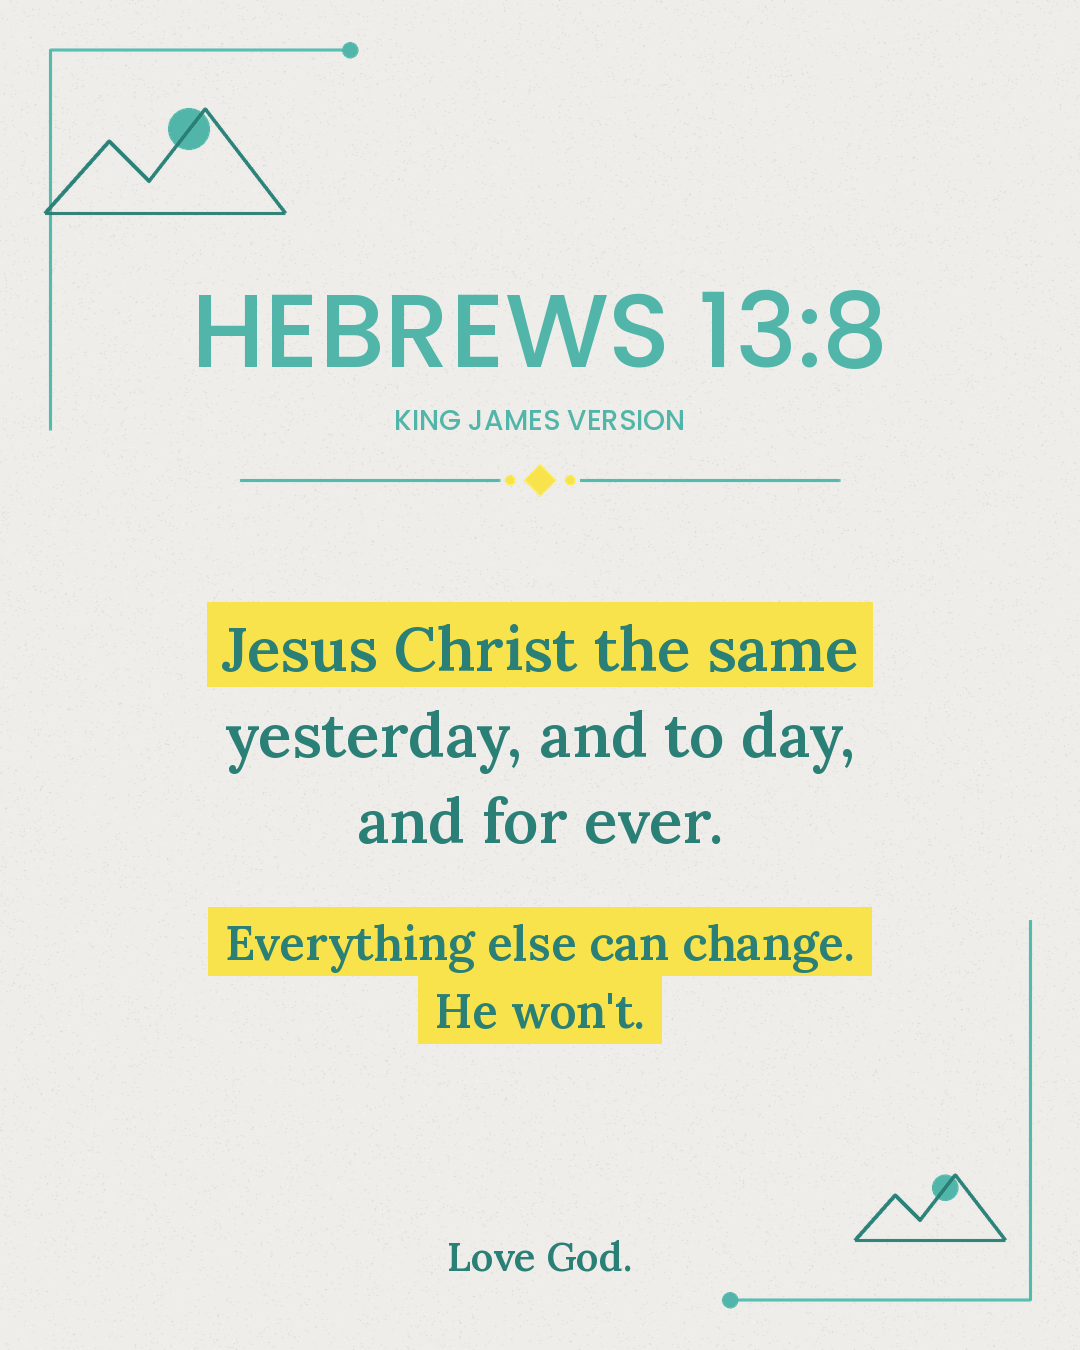 HEBREWS 13:8
KING JAMES VERSION
Jesus Christ the same
yesterday, and to day,
and for ever.
Everything else can change.
He won't.
Love God.